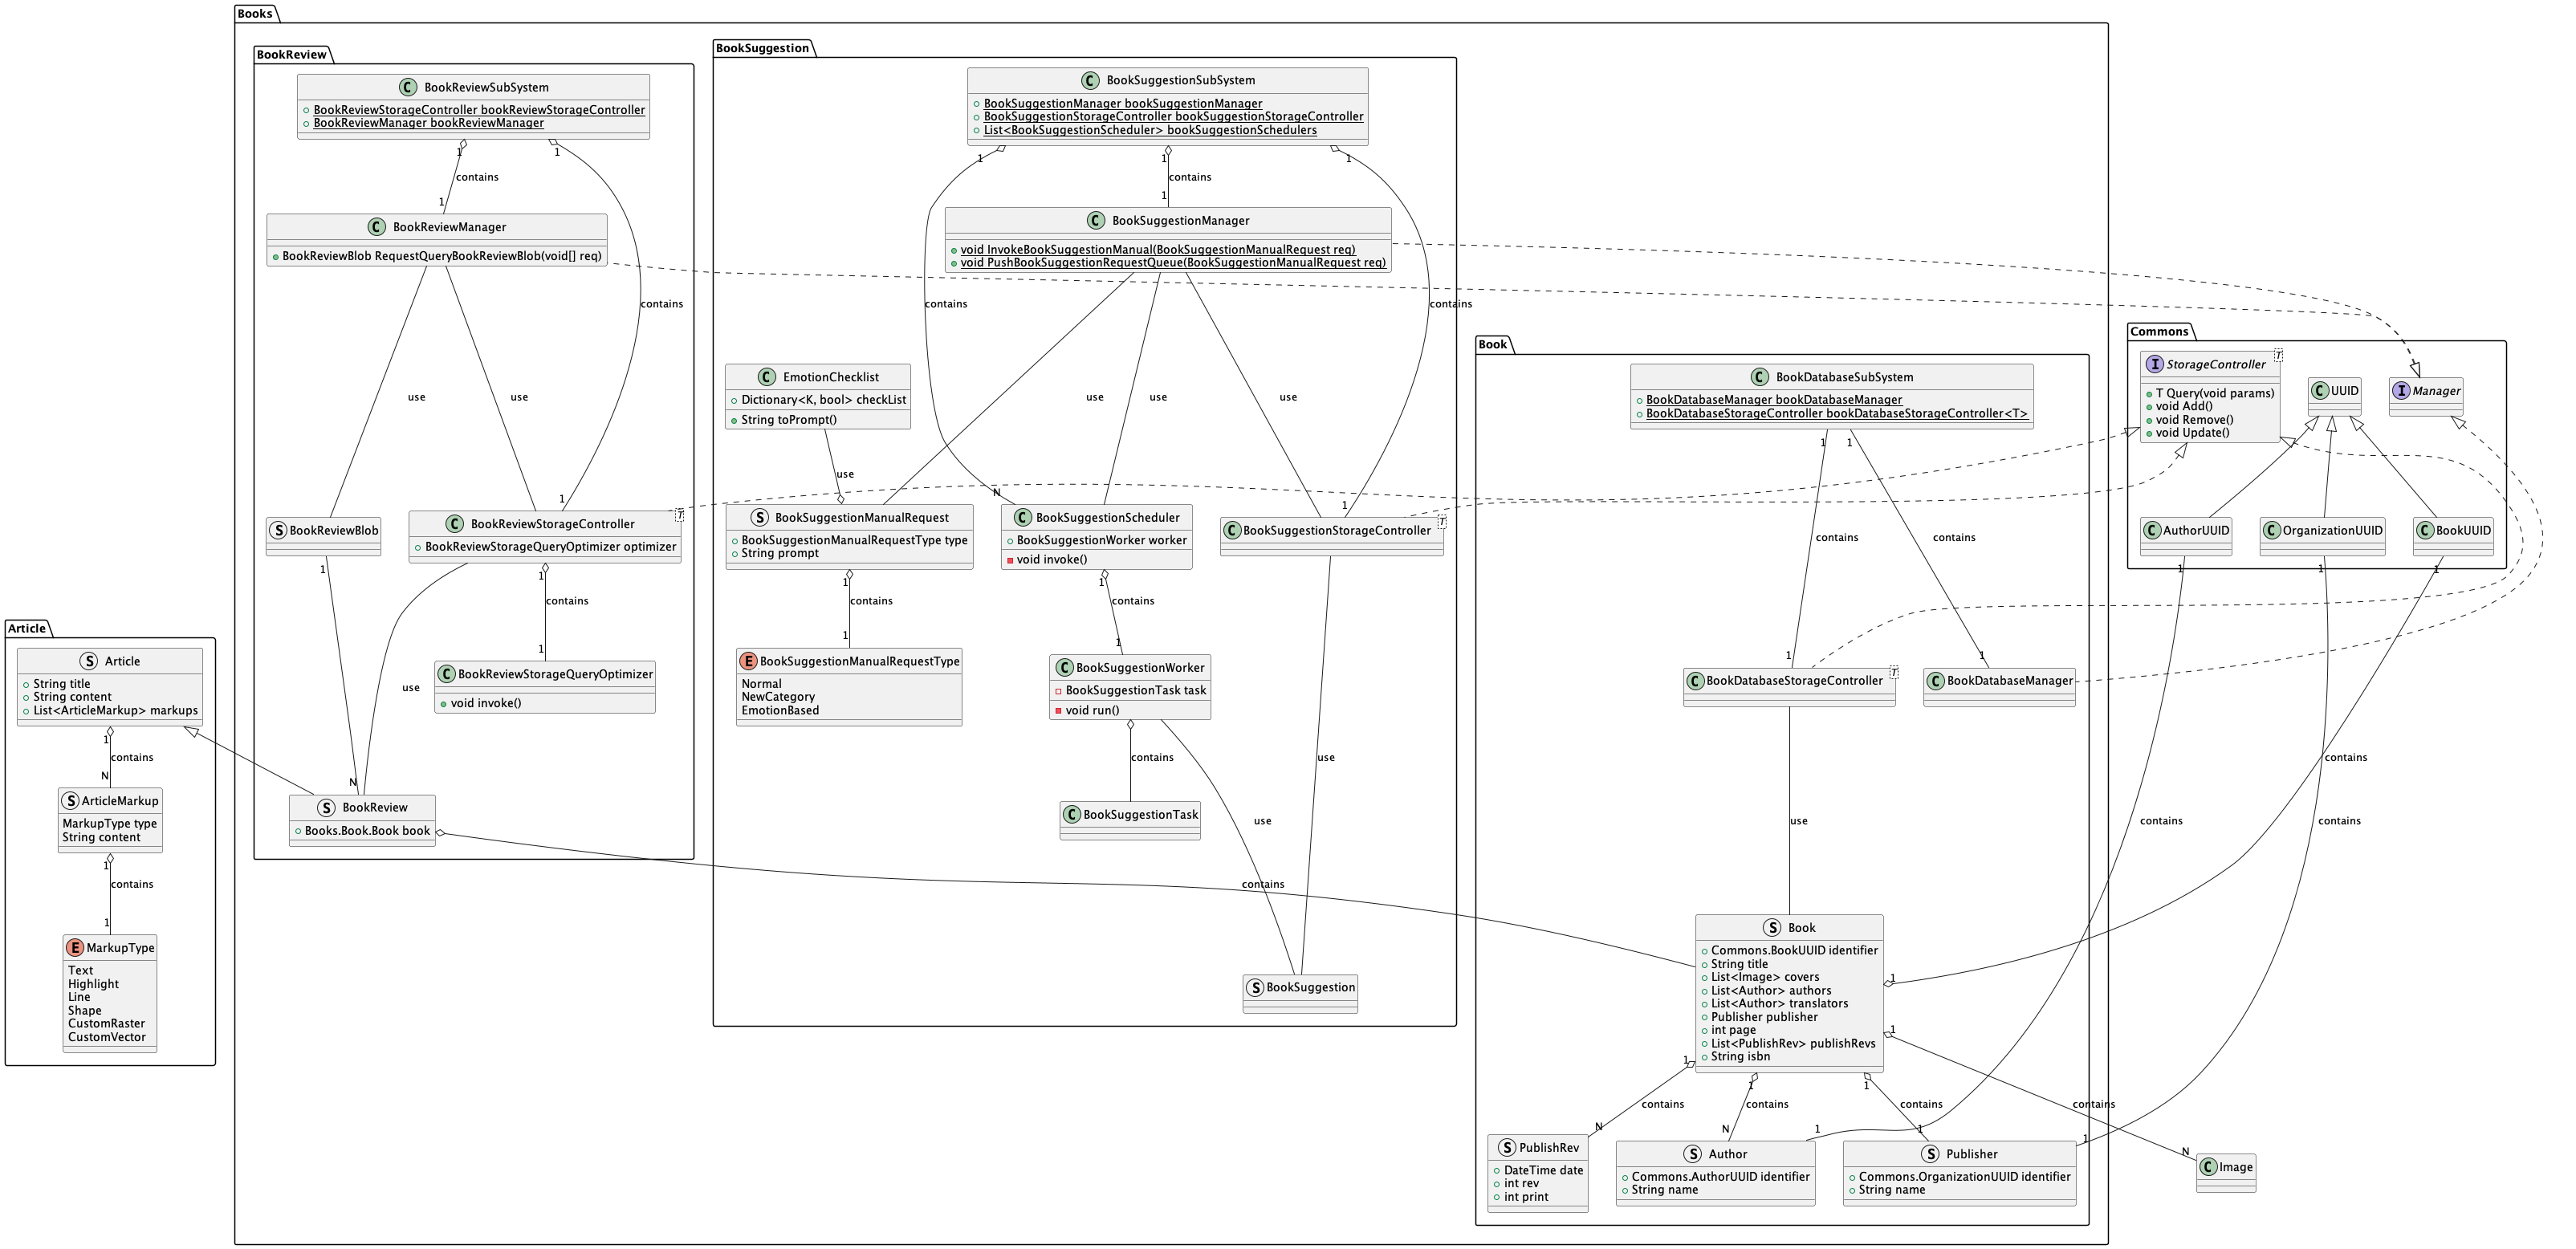 Books
BookReview
BookReviewSubSystem
BookReviewStorageController bookReviewStorageController
BookReviewManager bookReviewManager
1
1
contains
1
BookReviewManager
BookReviewBlob RequestQueryBookReviewBlob(void[] req)
contains
use
use
1
BookReviewBlob
BookReviewStorageController
T
BookReviewStorageQueryOptimizer optimizer
1
1
contains
1
use
BookReviewStorageQueryOptimizer
void invoke()
N
BookReview
Books.Book.Book book
contains
BookSuggestion
BookSuggestionSubSystem
BookSuggestionManager bookSuggestionManager
BookSuggestionStorageController bookSuggestionStorageController
List<BookSuggestionScheduler> bookSuggestionSchedulers
1
1
1
contains
1
BookSuggestionManager
void InvokeBookSuggestionManual(BookSuggestionManualRequest req)
void PushBookSuggestionRequestQueue(BookSuggestionManualRequest req)
contains
contains
EmotionChecklist
Dictionary<K, bool> checkList
String toPrompt()
use
use
use
use
N
1
BookSuggestionManualRequest
BookSuggestionManualRequestType type
String prompt
BookSuggestionScheduler
BookSuggestionWorker worker
void invoke()
BookSuggestionStorageController
T
1
contains
1
1
contains
1
BookSuggestionManualRequestType
Normal
NewCategory
EmotionBased
BookSuggestionWorker
BookSuggestionTask task
void run()
contains
use
BookSuggestionTask
use
BookSuggestion
Book
BookDatabaseSubSystem
BookDatabaseManager bookDatabaseManager
BookDatabaseStorageController bookDatabaseStorageController<T>
1
1
contains
contains
1
1
BookDatabaseStorageController
T
BookDatabaseManager
use
Book
Commons.BookUUID identifier
String title
List<Image> covers
List<Author> authors
List<Author> translators
Publisher publisher
int page
List<PublishRev> publishRevs
String isbn
1
1
1
1
1
contains
contains
contains
contains
N
N
1
1
1
N
PublishRev
DateTime date
int rev
int print
Author
Commons.AuthorUUID identifier
String name
Publisher
Commons.OrganizationUUID identifier
String name
Image
Commons
StorageController
T
T Query(void params)
void Add()
void Remove()
void Update()
UUID
Manager
AuthorUUID
OrganizationUUID
BookUUID
1
1
1
contains
contains
contains
Article
Article
String title
String content
List<ArticleMarkup> markups
1
contains
N
ArticleMarkup
MarkupType type
String content
1
contains
1
MarkupType
Text
Highlight
Line
Shape
CustomRaster
CustomVector